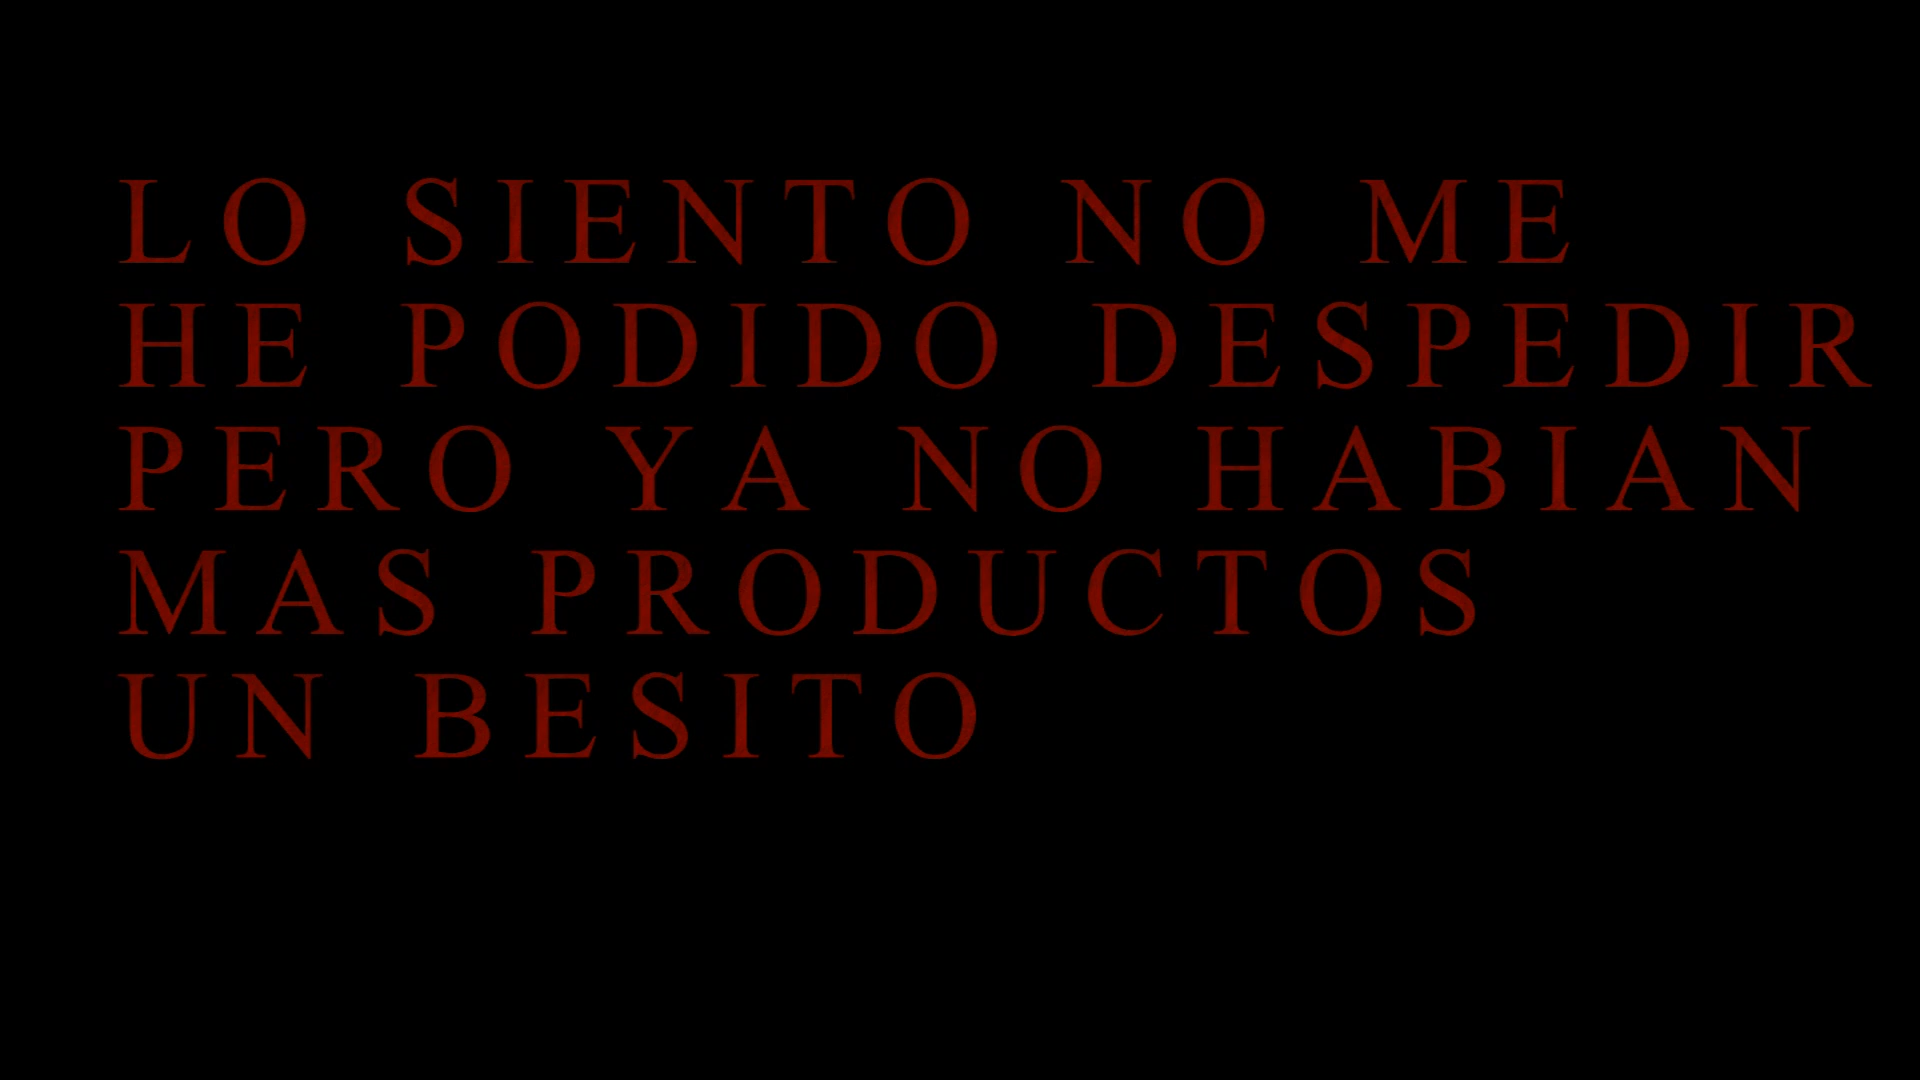 LO SIENTO NO ME
HE PODIDO DESPEDIR
PERO YA NO HABIAN
MAS PRODUCTOS
UN BESITO